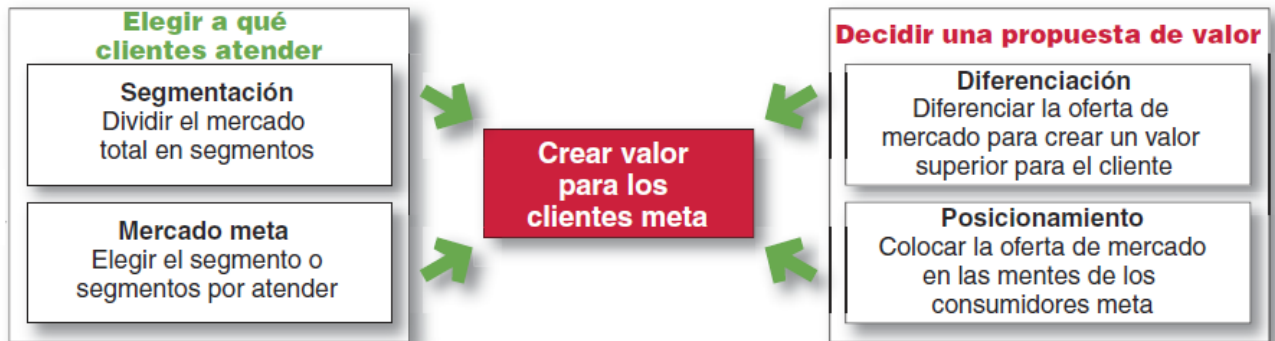 Elegir a qué
clientes atender
Segmentación
Dividir el mercado
total en segmentos
Mercado meta
Elegir el segmento o
segmentos por atender
Crear valor
para los
clientes meta
Decidir una propuesta de valor
Diferenciación
Diferenciar la oferta de
mercado para crear un valor
superior para el cliente
Posicionamiento
Colocar la oferta de mercado
en las mentes de los
consumidores meta